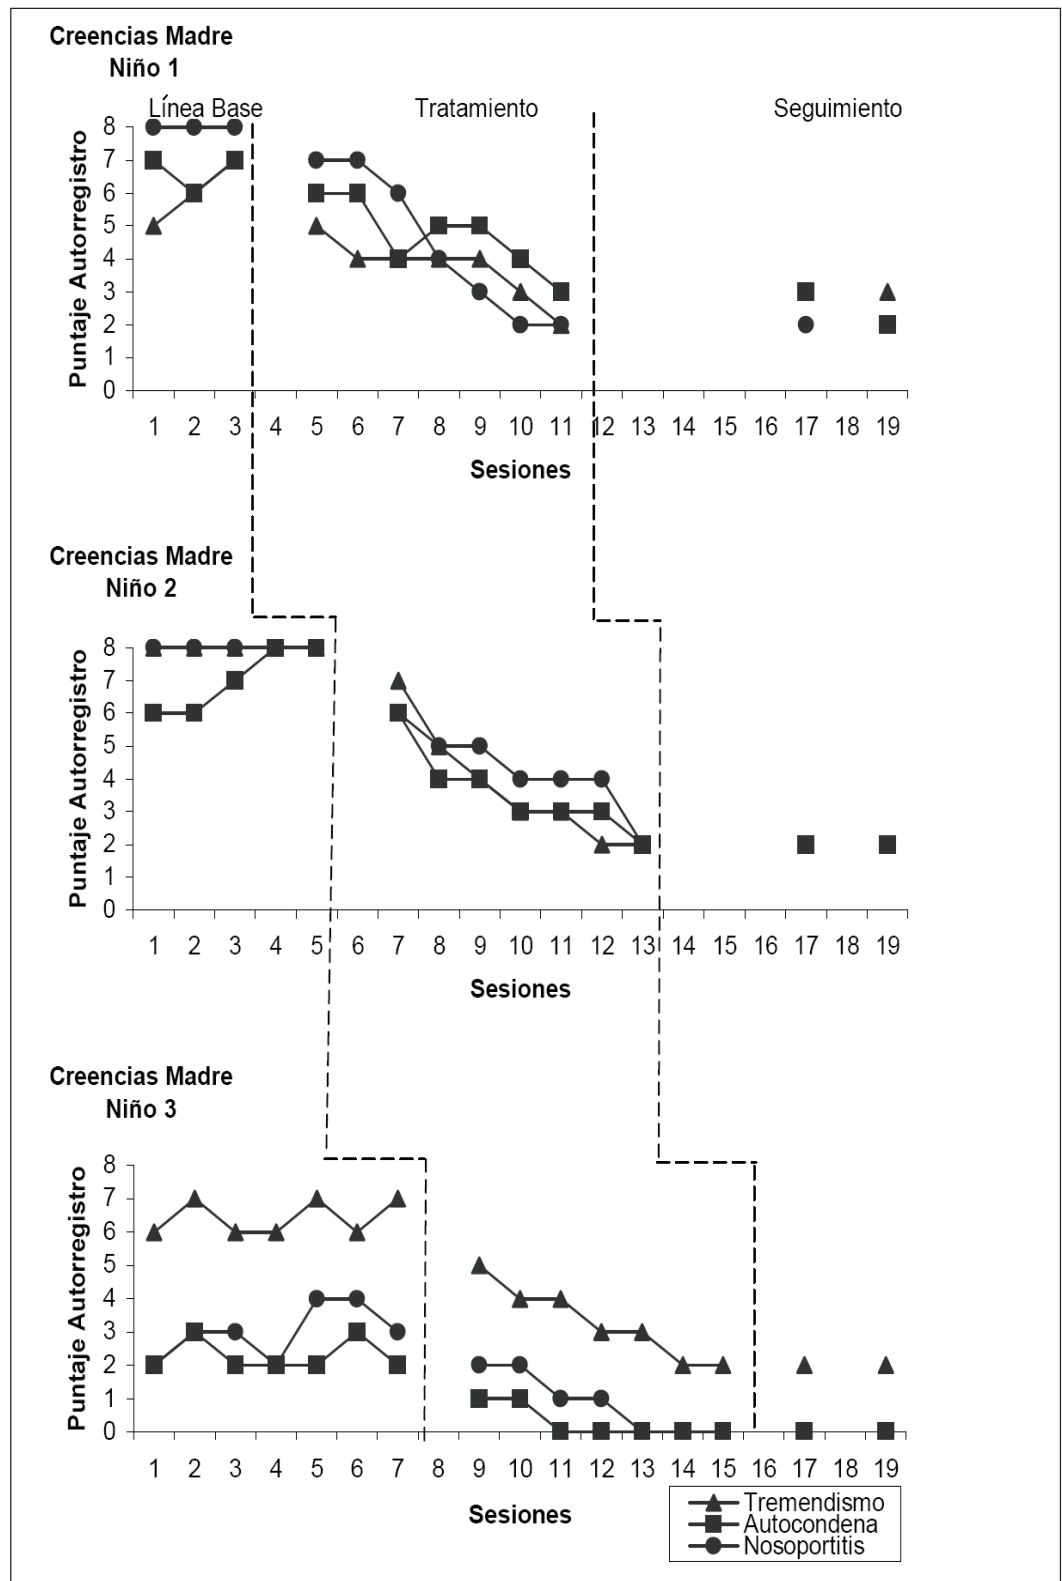 Creencias Madre
Niño 1
Línea Base Tratamiento Seguimiento
Puntaje Autorregistro
8
7
6
5
4
3
2
1
0
1 2 3 4 5 6 7 8 9 10 11 12 13 14 15 16 17 18 19
Sesiones
Creencias Madre
Niño 2
Puntaje Autorregistro
8
7
6
5
4
3
2
1
0
1 2 3 4 5 6 7 8 9 10 11 12 13 14 15 16 17 18 19
Sesiones
Creencias Madre
Niño 3
Puntaje Autorregistro
8
7
6
5
4
3
2
1
0
1 2 3 4 5 6 7 8 9 10 11 12 13 14 15 16 17 18 19
Sesiones
Tremendismo
Autocondena
Nosoportitis